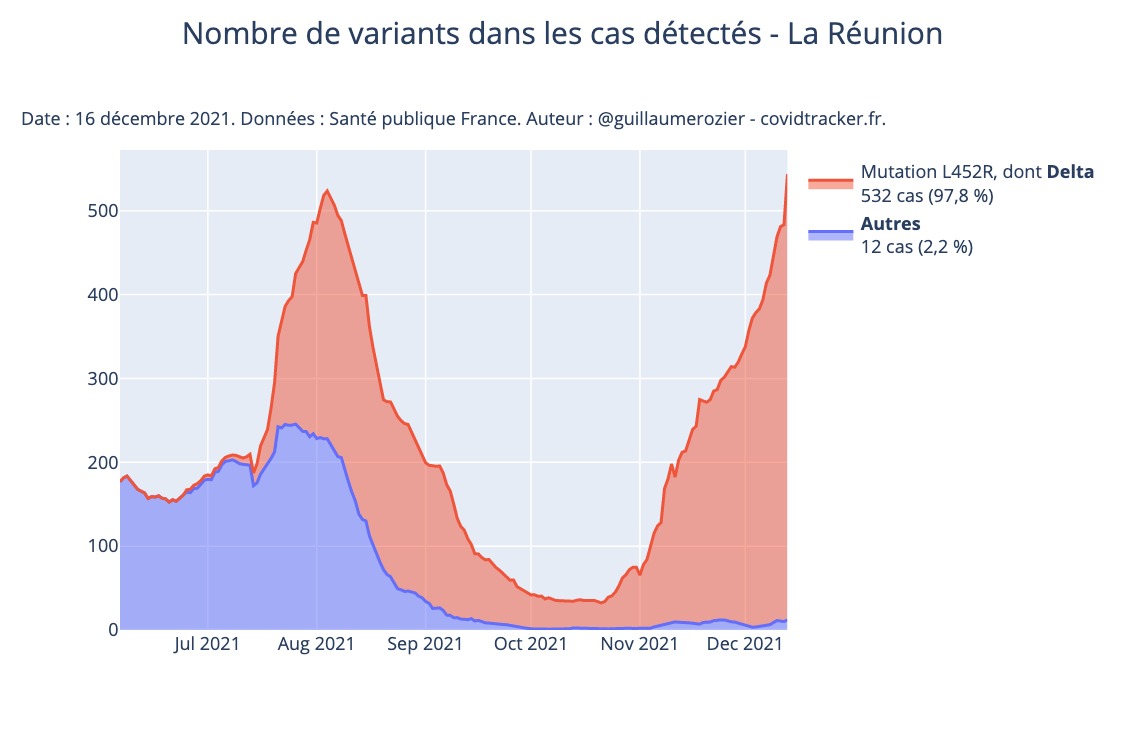 Nombre de variants dans les cas détectés - La Réunion
Date : 16 décembre 2021. Données : Santé publique France. Auteur : @guillaumerozier - covidtracker.fr.
Mutation L452R, dont Delta
532 cas (97,8 %)
Autres
12 cas (2,2 %)
500
400
300
200
100
0
Jul 2021 Aug 2021 Sep 2021 Oct 2021 Nov 2021 Dec 2021